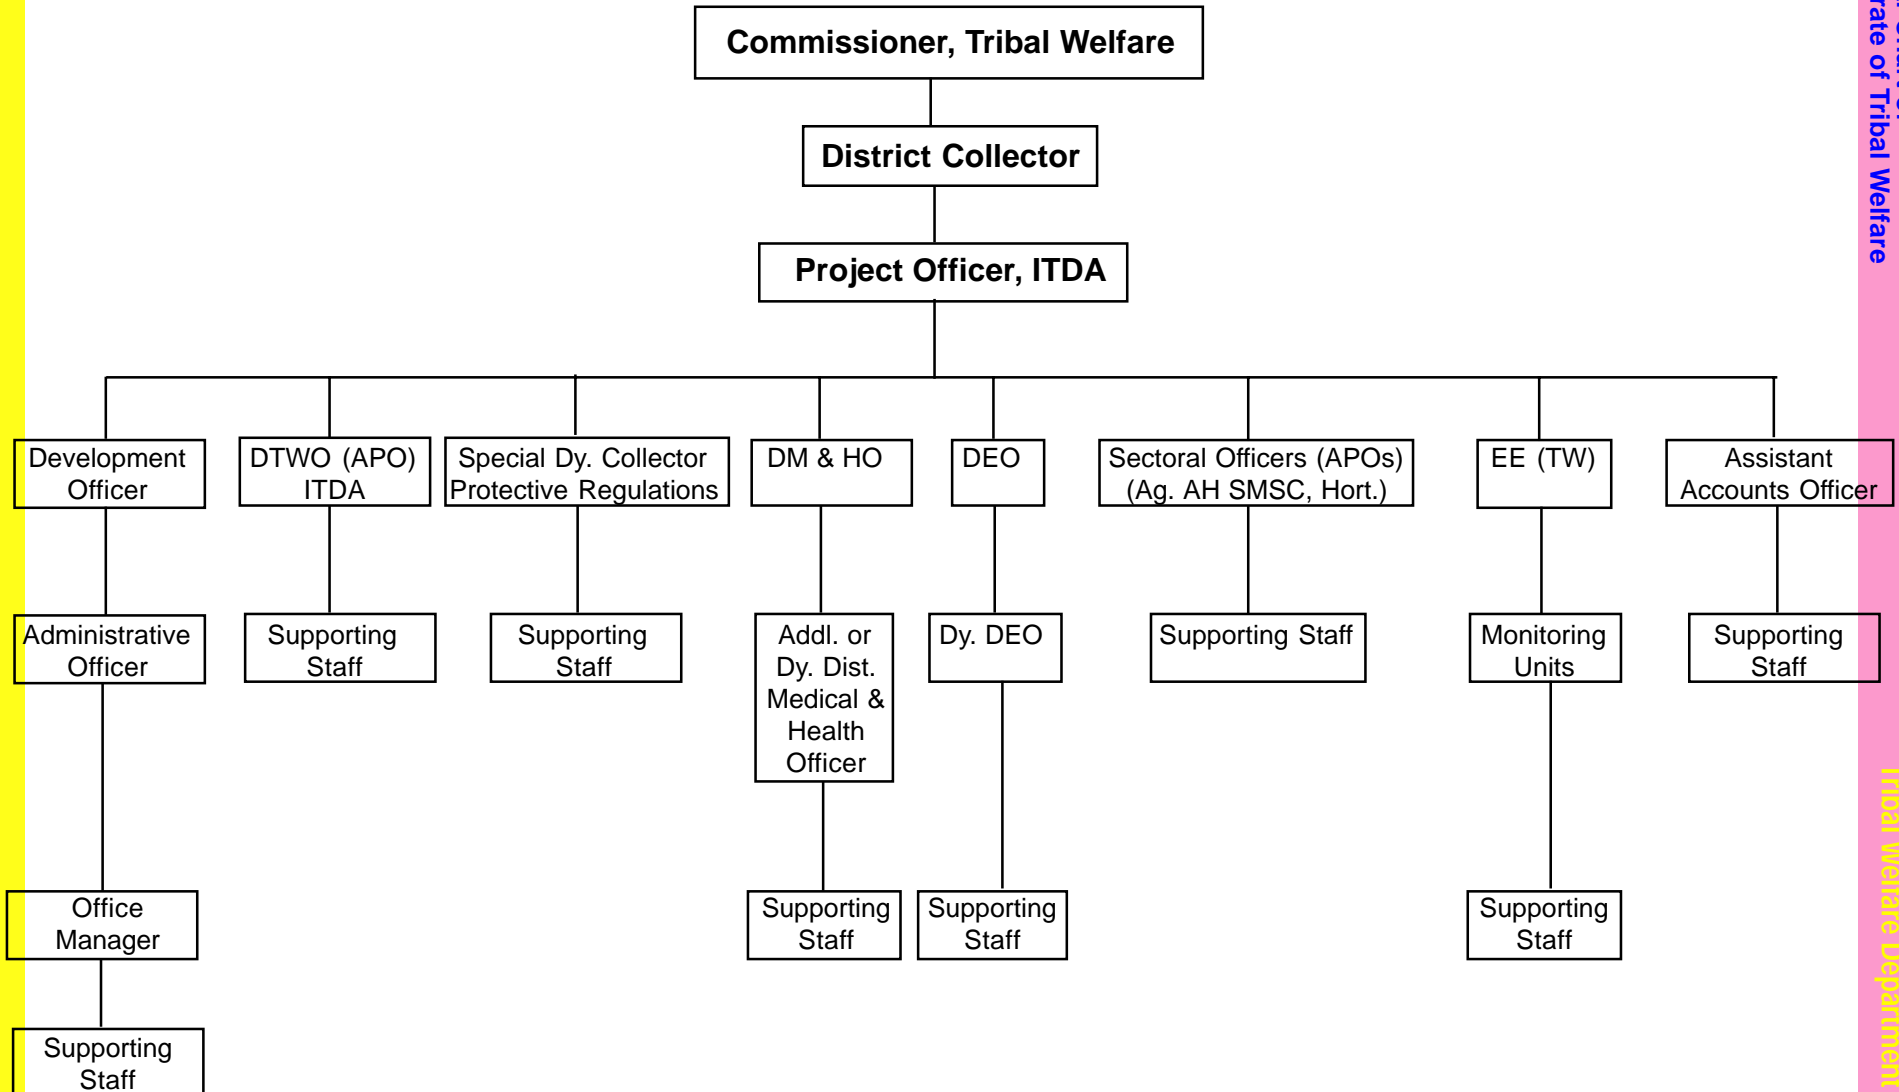 Commissioner, Tribal Welfare
District Collector
Project Officer, ITDA
Development
Officer
DTWO (APO)
ITDA
Special Dy. Collector
Protective Regulations
DM & HO
DEO
Sectoral Officers (APOs)
(Ag. AH SMSC, Hort.)
EE (TW)
Assistant
Accounts Officer
Administrative
Officer
Supporting
Staff
Supporting
Staff
Addl. or
Dy. Dist.
Medical &
Health
Officer
Dy. DEO
Supporting Staff
Monitoring
Units
Supporting
Staff
Office
Manager
Supporting
Staff
Supporting
Staff
Supporting
Staff
Supporting
Staff
of Tribal Welfare
Tribal Welfare Department